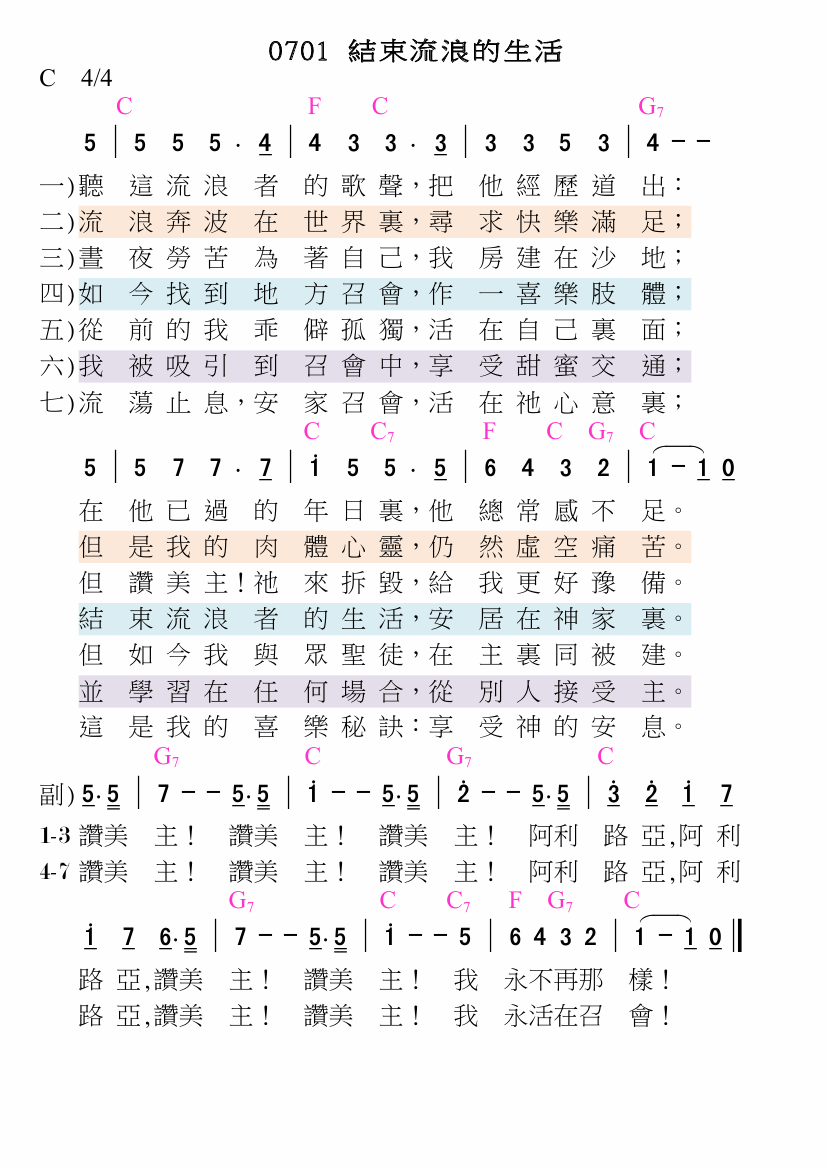 0701 結束流浪的生活
C 4/4
C F C G7
5 | 5 5 5 . 4 | 4 3 3 . 3 | 3 3 5 3 | 4 - -
一)聽 這流浪 者 的歌聲，把 他經歷道 出：
二)流 浪奔波 在 世界裏，尋 求快樂滿 足；
三)晝 夜勞苦 為 著自己，我 房建在沙 地；
四)如 今找到 地 方召會，作 一喜樂肢 體；
五)從 前的我 乖 僻孤獨，活 在自己裏 面；
六)我 被吸引 到 召會中，享 受甜蜜交 通；
七)流 蕩止息，安 家召會，活 在祂心意 裏；
C C7 F C G7 C
5 | 5 7 7 . 7 | 1 5 5 . 5 | 6 4 3 2 | 1 - 1 0
在 他已過 的 年日裏，他 總常感不 足。
但 是我的 肉 體心靈，仍 然虛空痛 苦。
但 讚美主！祂 來拆毀，給 我更好豫 備。
結 束流浪 者 的生活，安 居在神家 裏。
但 如今我 與 眾聖徒，在 主裏同被 建。
並 學習在 任 何場合，從 別人接受 主。
這 是我的 喜 樂秘訣：享 受神的安 息。
G7 C G7 C
副) 5.5 | 7 - - 5.5 | 1 - - 5.5 | 2 - - 5.5 | 3 2 1 7
1-3 讚美 主！ 讚美 主！ 讚美 主！ 阿利 路 亞,阿 利
4-7 讚美 主！ 讚美 主！ 讚美 主！ 阿利 路 亞,阿 利
G7 C C7 F G7 C
1 7 6.5 | 7 - - 5.5 | 1 - - 5 | 6 4 3 2 | 1 - 1 0 ||
路 亞,讚美 主！ 讚美 主！ 我 永不再那 樣！
路 亞,讚美 主！ 讚美 主！ 我 永活在召 會！